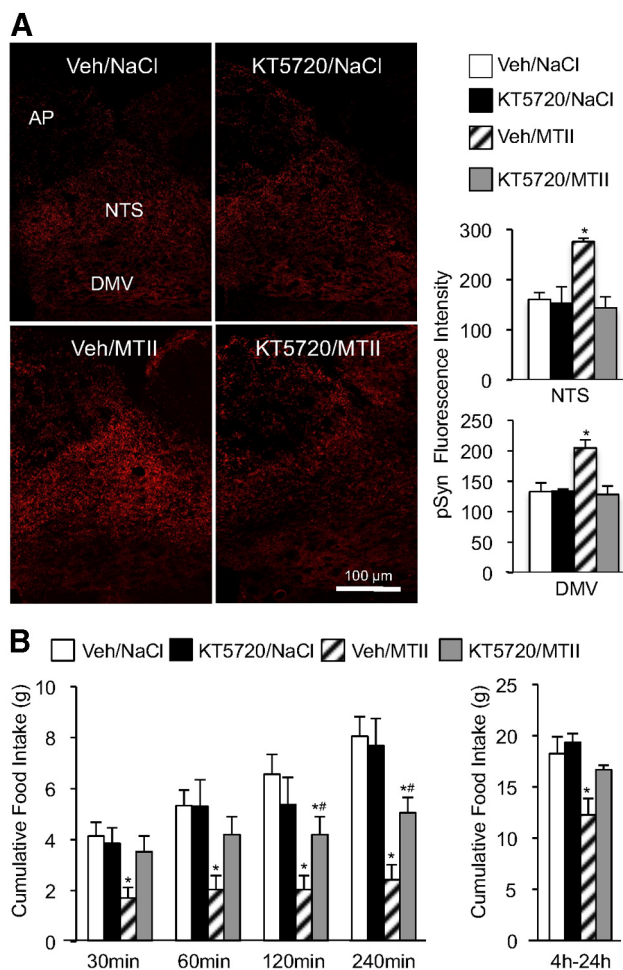 A
Veh/NaCl
KT5720/NaCl
AP
NTS
DMV
Veh/MTII
KT5720/MTII
100 µm
Veh/NaCl
KT5720/NaCl
Veh/MTII
KT5720/MTII
pSyn Fluorescence Intensity
300
200
100
0
*
NTS
250
200
150
100
50
0
*
DMV
B
Veh/NaCl KT5720/NaCl Veh/MTII KT5720/MTII
Cumulative Food Intake (g)
10
8
6
4
2
0
* * * *# * *#
30min 60min 120min 240min
Cumulative Food Intake (g)
25
20
15
10
5
0
*
4h-24h